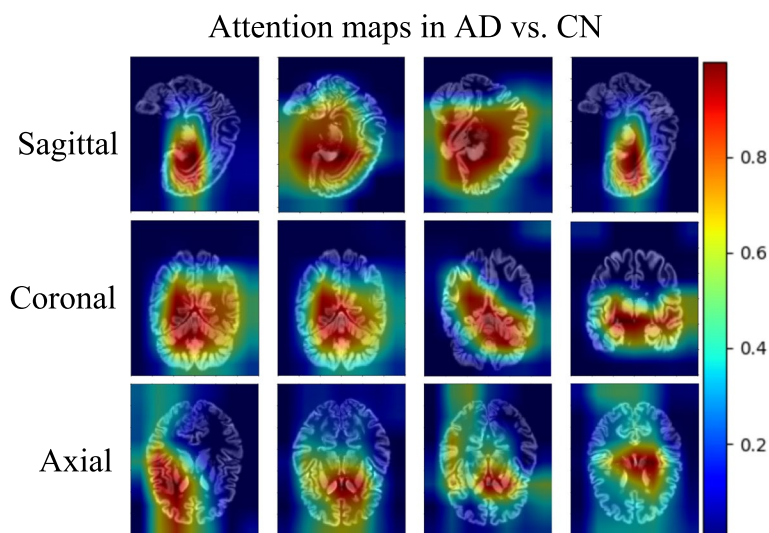 Attention maps in AD vs. CN
Sagittal
Coronal
Axial
0.8
0.6
0.4
0.2